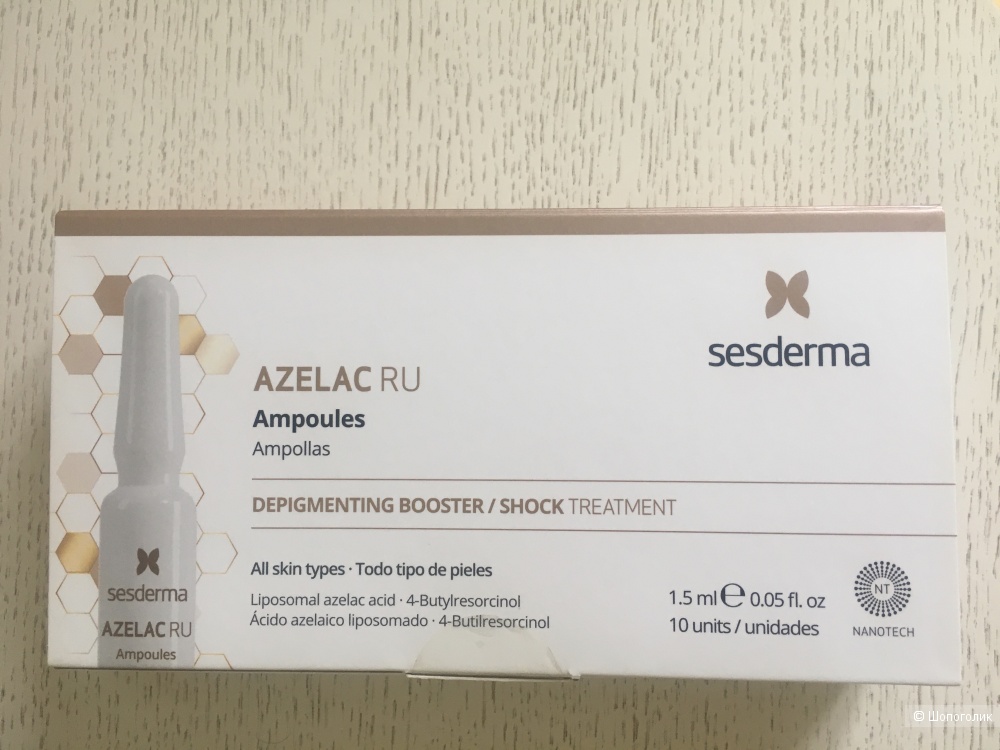 sesderma
AZELAC RU
Ampoules
Ampollas
DEPIGMENTING BOOSTER / SHOCK TREATMENT
All skin types · Todo tipo de pieles
Liposomal azelac acid · 4-Butylresorcinol
Ácido azelaico liposomado · 4-Butilresorcinol
1.5 ml ℮ 0.05 fl. oz
10 units / unidades
NT
NANOTECH
sesderma
AZELAC RU
Ampoules
© Шопоголик